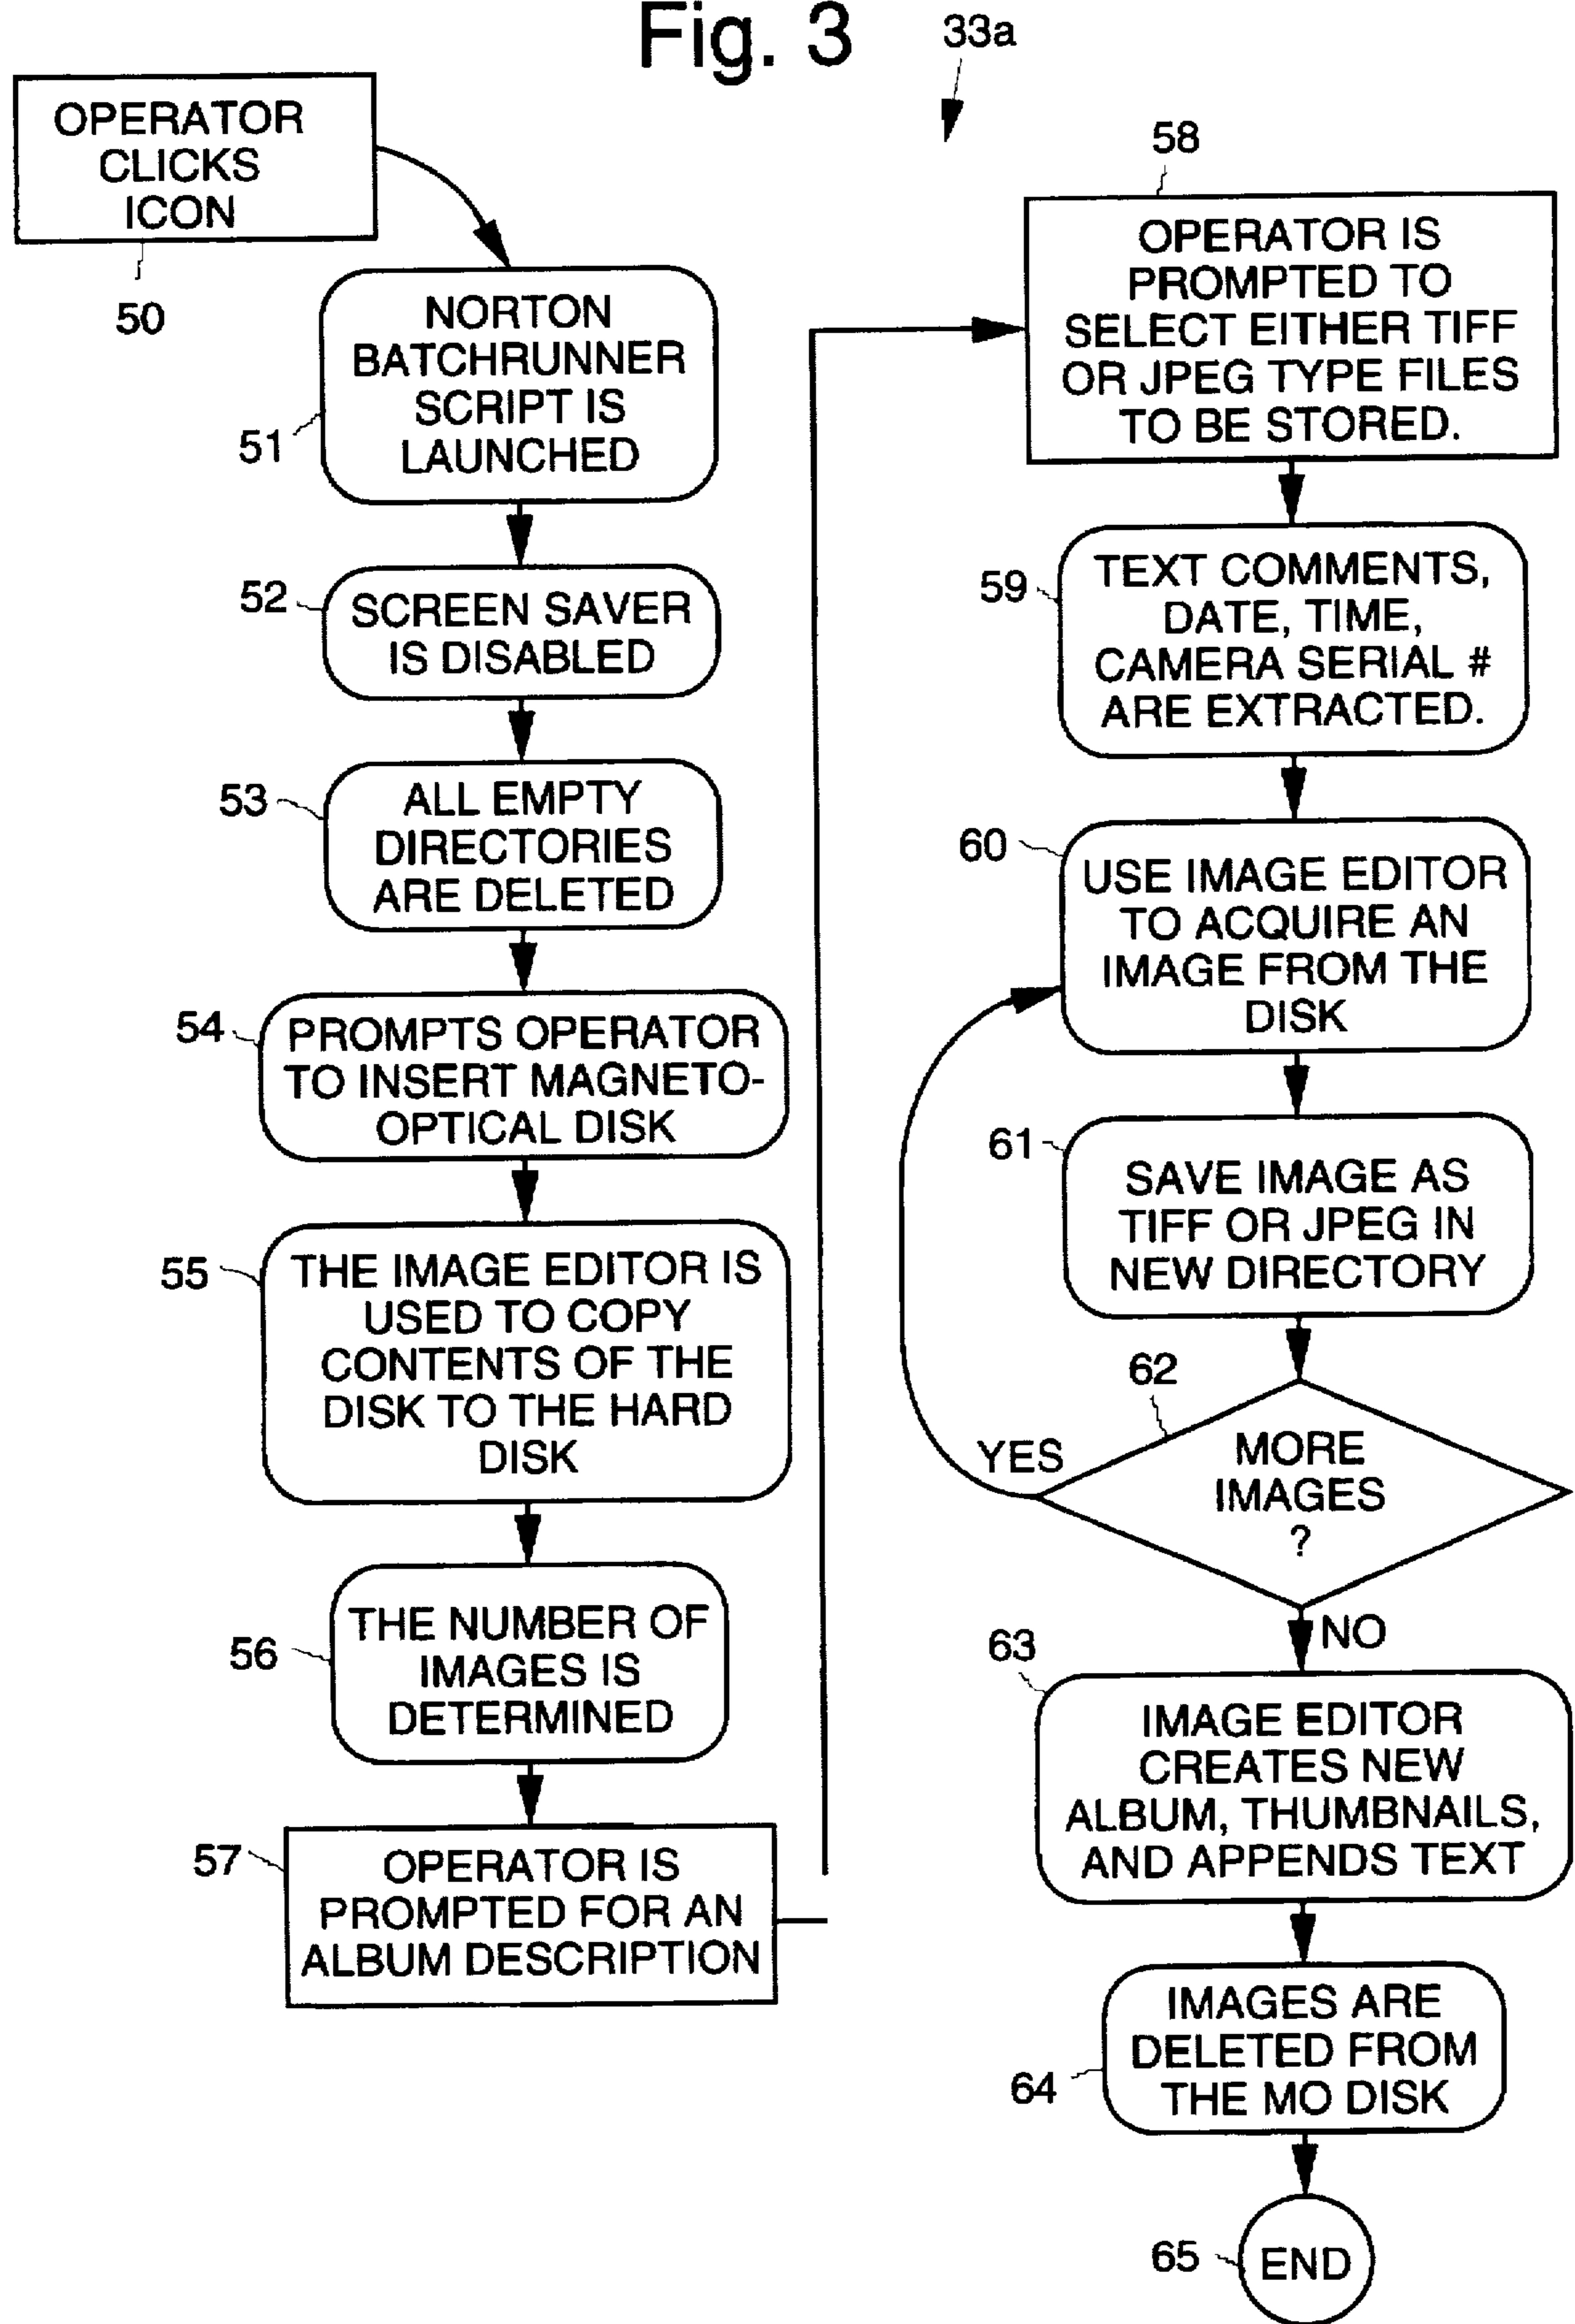 Fig. 3
33a
OPERATOR
CLICKS
ICON
50
NORTON
BATCHRUNNER
SCRIPT IS
LAUNCHED
51
52
SCREEN SAVER
IS DISABLED
53
ALL EMPTY
DIRECTORIES
ARE DELETED
54
PROMPTS OPERATOR
TO INSERT MAGNETO-
OPTICAL DISK
55
THE IMAGE EDITOR IS
USED TO COPY
CONTENTS OF THE
DISK TO THE HARD
DISK
56
THE NUMBER OF
IMAGES IS
DETERMINED
57
OPERATOR IS
PROMPTED FOR AN
ALBUM DESCRIPTION
58
OPERATOR IS
PROMPTED TO
SELECT EITHER TIFF
OR JPEG TYPE FILES
TO BE STORED.
59
TEXT COMMENTS,
DATE, TIME,
CAMERA SERIAL #
ARE EXTRACTED.
60
USE IMAGE EDITOR
TO ACQUIRE AN
IMAGE FROM THE
DISK
61
SAVE IMAGE AS
TIFF OR JPEG IN
NEW DIRECTORY
62
YES
MORE
IMAGES
?
NO
63
IMAGE EDITOR
CREATES NEW
ALBUM, THUMBNAILS,
AND APPENDS TEXT
64
IMAGES ARE
DELETED FROM
THE MO DISK
65
END